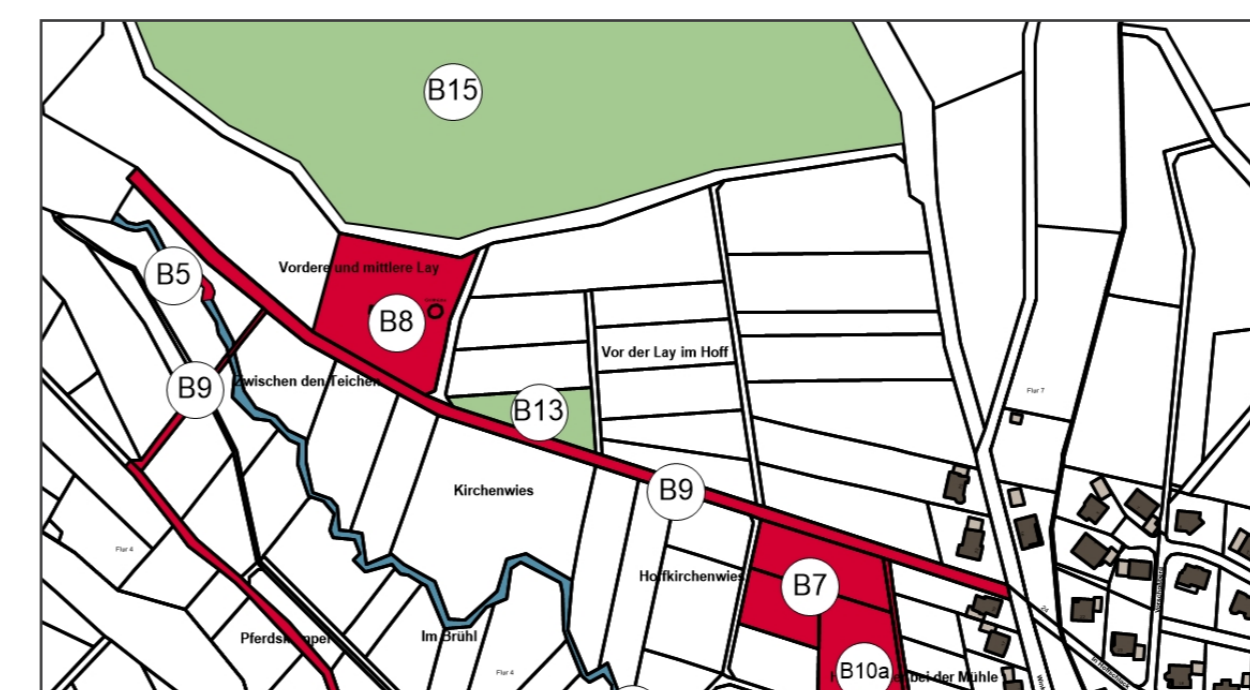 B15
Vordere und mittlere Lay
B5
B8
Vor der Lay im Hoff
Zwischen den Teichen
B9
Flur 7
B13
Kirchenwies
B9
Flur 4
Hoffkirchenwies
B7
Pferdskämper
Im Brühl
Flur 4
B10a
bei der Mühle